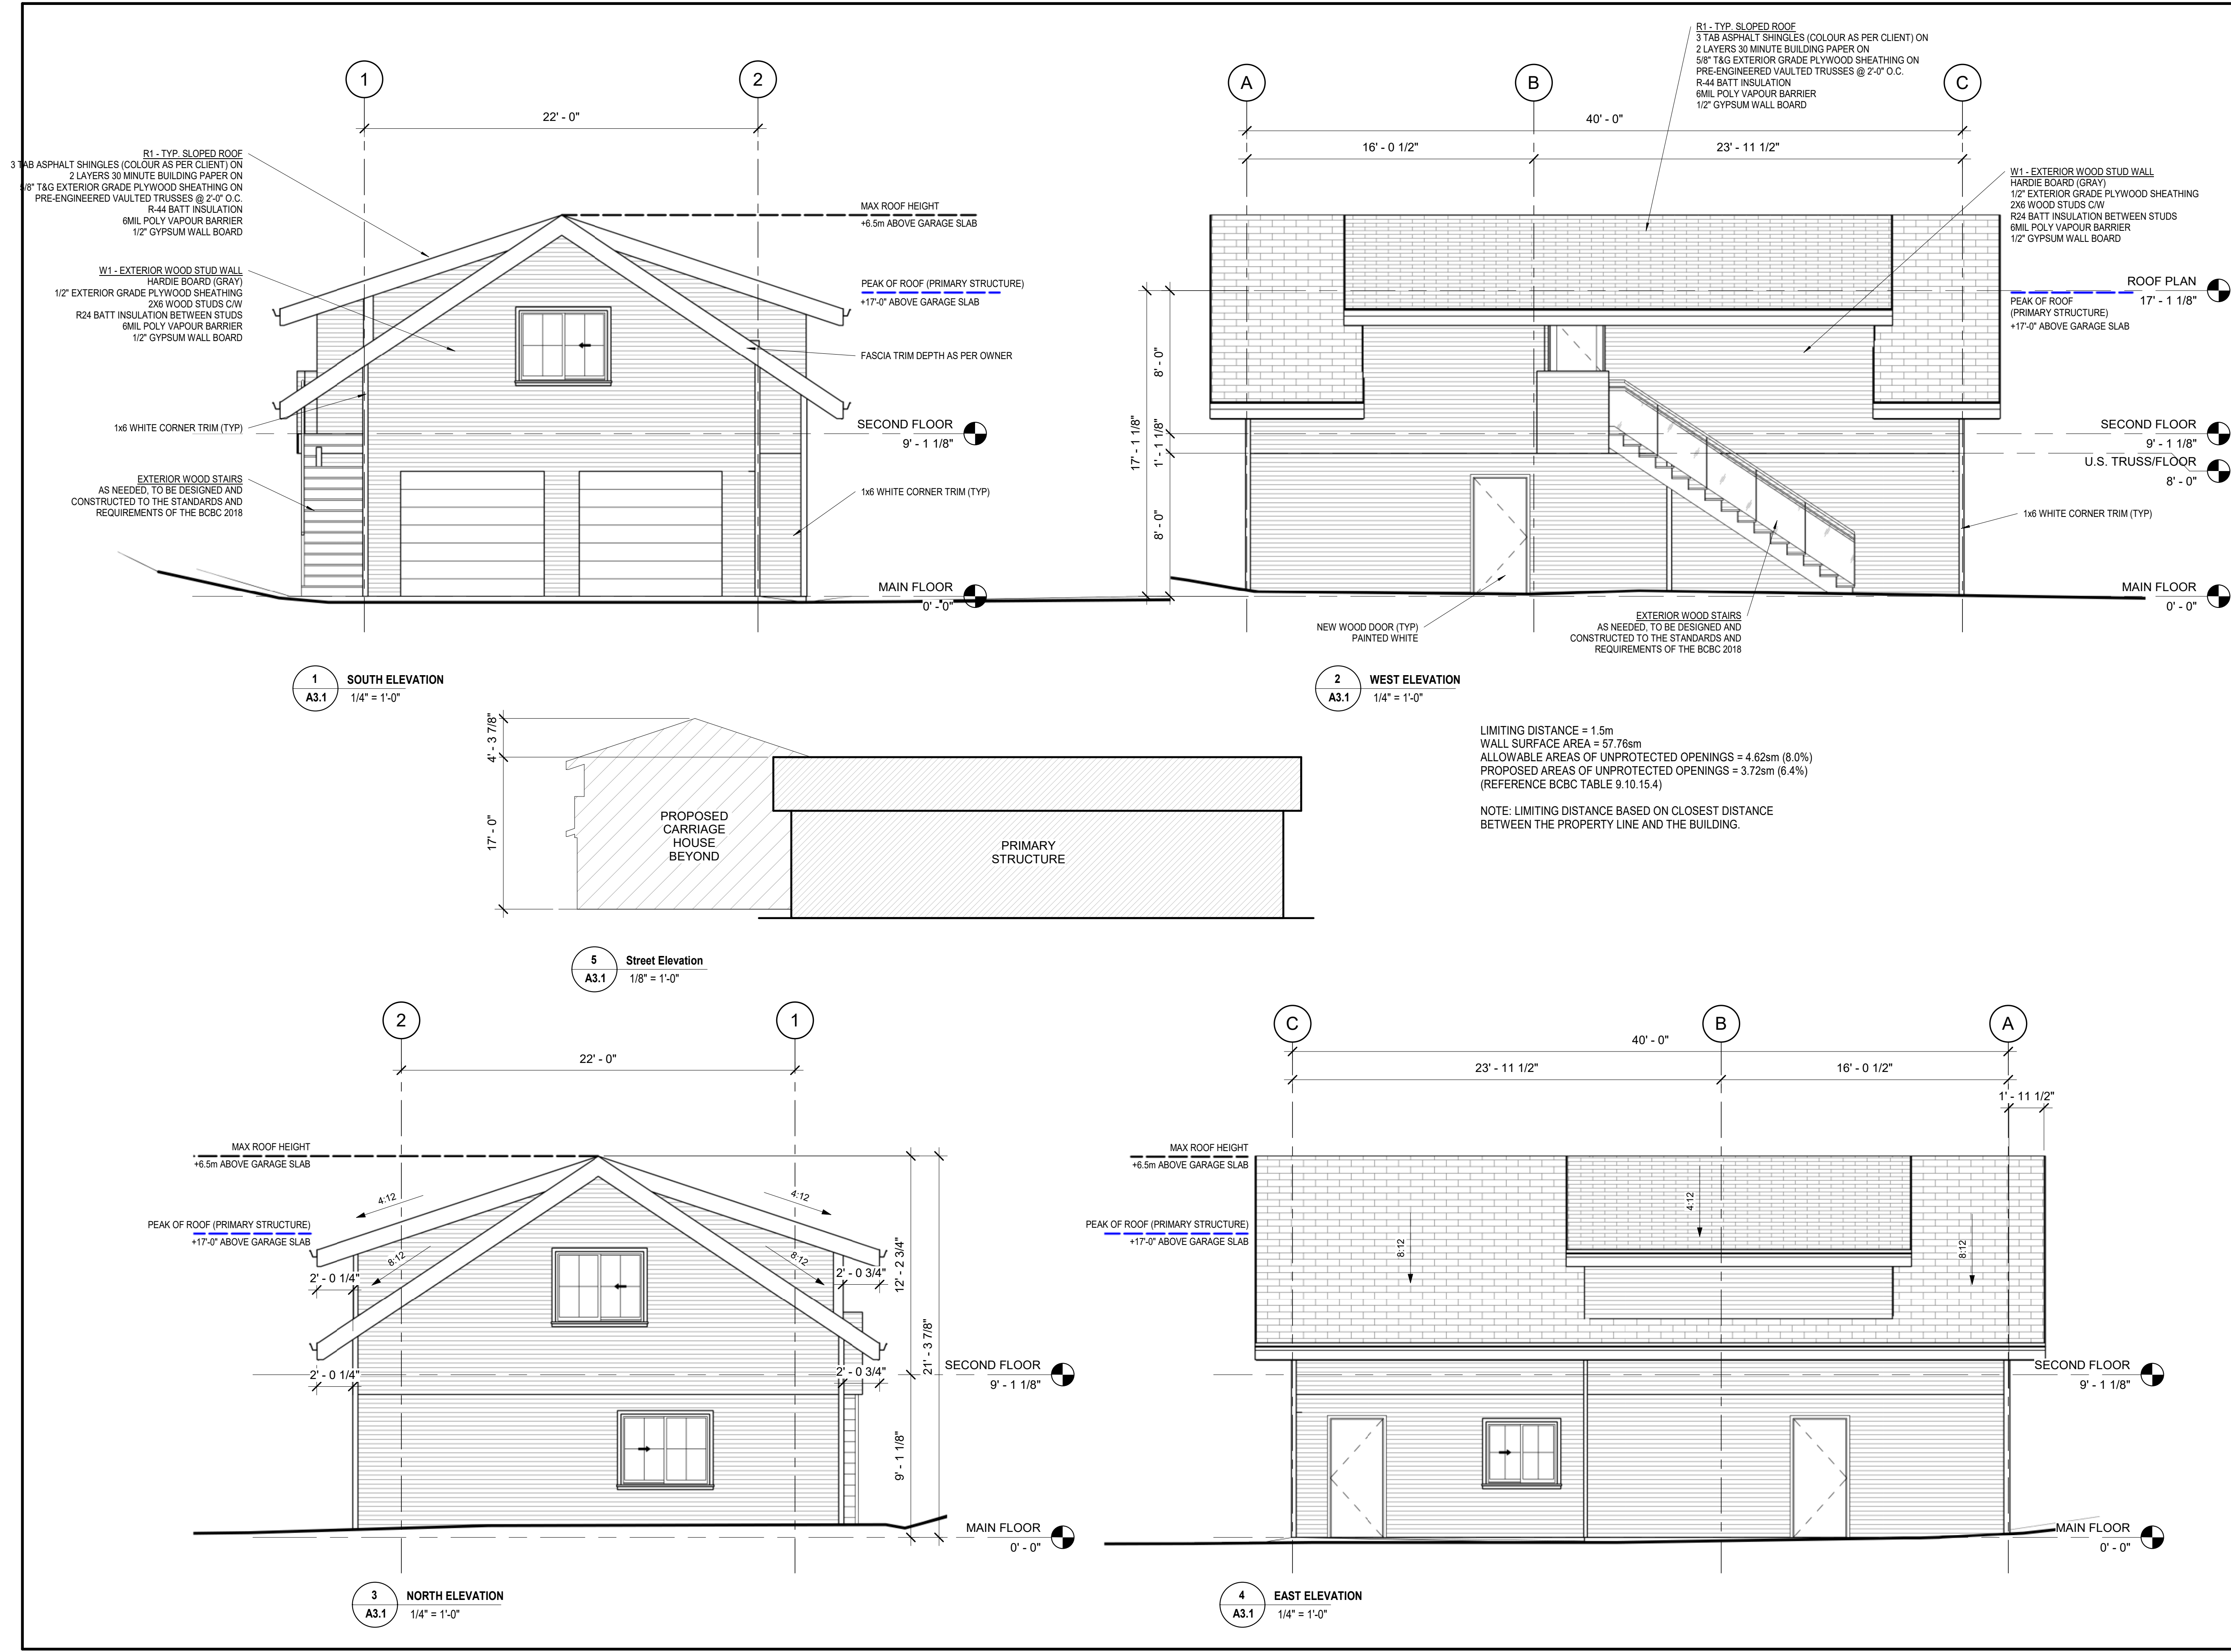 1
2
22' - 0"
R1 - TYP. SLOPED ROOF
3 TAB ASPHALT SHINGLES (COLOUR AS PER CLIENT) ON
2 LAYERS 30 MINUTE BUILDING PAPER ON
5/8" T&G EXTERIOR GRADE PLYWOOD SHEATHING ON
PRE-ENGINEERED VAULTED TRUSSES @ 2'-0" O.C.
R-44 BATT INSULATION
6MIL POLY VAPOUR BARRIER
1/2" GYPSUM WALL BOARD
W1 - EXTERIOR WOOD STUD WALL
HARDIE BOARD (GRAY)
1/2" EXTERIOR GRADE PLYWOOD SHEATHING
2X6 WOOD STUDS C/W
R24 BATT INSULATION BETWEEN STUDS
6MIL POLY VAPOUR BARRIER
1/2" GYPSUM WALL BOARD
1x6 WHITE CORNER TRIM (TYP)
EXTERIOR WOOD STAIRS
AS NEEDED, TO BE DESIGNED AND
CONSTRUCTED TO THE STANDARDS AND
REQUIREMENTS OF THE BCBC 2018
MAX ROOF HEIGHT
+6.5m ABOVE GARAGE SLAB
PEAK OF ROOF (PRIMARY STRUCTURE)
+17'-0" ABOVE GARAGE SLAB
FASCIA TRIM DEPTH AS PER OWNER
SECOND FLOOR
9' - 1 1/8"
1x6 WHITE CORNER TRIM (TYP)
MAIN FLOOR
0' - 0"
1
A3.1
SOUTH ELEVATION
1/4" = 1'-0"
A
B
C
R1 - TYP. SLOPED ROOF
3 TAB ASPHALT SHINGLES (COLOUR AS PER CLIENT) ON
2 LAYERS 30 MINUTE BUILDING PAPER ON
5/8" T&G EXTERIOR GRADE PLYWOOD SHEATHING ON
PRE-ENGINEERED VAULTED TRUSSES @ 2'-0" O.C.
R-44 BATT INSULATION
6MIL POLY VAPOUR BARRIER
1/2" GYPSUM WALL BOARD
40' - 0"
16' - 0 1/2"
23' - 11 1/2"
W1 - EXTERIOR WOOD STUD WALL
HARDIE BOARD (GRAY)
1/2" EXTERIOR GRADE PLYWOOD SHEATHING
2X6 WOOD STUDS C/W
R24 BATT INSULATION BETWEEN STUDS
6MIL POLY VAPOUR BARRIER
1/2" GYPSUM WALL BOARD
ROOF PLAN
17' - 1 1/8"
PEAK OF ROOF
(PRIMARY STRUCTURE)
+17'-0" ABOVE GARAGE SLAB
17' - 1 1/8"
8' - 0"
1' - 1 1/8"
8' - 0"
SECOND FLOOR
9' - 1 1/8"
U.S. TRUSS/FLOOR
8' - 0"
1x6 WHITE CORNER TRIM (TYP)
MAIN FLOOR
0' - 0"
NEW WOOD DOOR (TYP)
PAINTED WHITE
EXTERIOR WOOD STAIRS
AS NEEDED, TO BE DESIGNED AND
CONSTRUCTED TO THE STANDARDS AND
REQUIREMENTS OF THE BCBC 2018
2
A3.1
WEST ELEVATION
1/4" = 1'-0"
4' - 3 7/8"
17' - 0"
PROPOSED
CARRIAGE
HOUSE
BEYOND
PRIMARY
STRUCTURE
5
A3.1
Street Elevation
1/8" = 1'-0"
LIMITING DISTANCE = 1.5m
WALL SURFACE AREA = 57.76sm
ALLOWABLE AREAS OF UNPROTECTED OPENINGS = 4.62sm (8.0%)
PROPOSED AREAS OF UNPROTECTED OPENINGS = 3.72sm (6.4%)
(REFERENCE BCBC TABLE 9.10.15.4)
NOTE: LIMITING DISTANCE BASED ON CLOSEST DISTANCE
BETWEEN THE PROPERTY LINE AND THE BUILDING.
2
1
22' - 0"
MAX ROOF HEIGHT
+6.5m ABOVE GARAGE SLAB
4:12
4:12
PEAK OF ROOF (PRIMARY STRUCTURE)
+17'-0" ABOVE GARAGE SLAB
8:12
8:12
2' - 0 1/4"
2' - 0 3/4"
12' - 2 3/4"
21' - 3 7/8"
2' - 0 1/4"
2' - 0 3/4"
SECOND FLOOR
9' - 1 1/8"
9' - 1 1/8"
MAIN FLOOR
0' - 0"
3
A3.1
NORTH ELEVATION
1/4" = 1'-0"
C
B
A
40' - 0"
23' - 11 1/2"
16' - 0 1/2"
1' - 11 1/2"
MAX ROOF HEIGHT
+6.5m ABOVE GARAGE SLAB
PEAK OF ROOF (PRIMARY STRUCTURE)
+17'-0" ABOVE GARAGE SLAB
8:12
4:12
8:12
SECOND FLOOR
9' - 1 1/8"
MAIN FLOOR
0' - 0"
4
A3.1
EAST ELEVATION
1/4" = 1'-0"